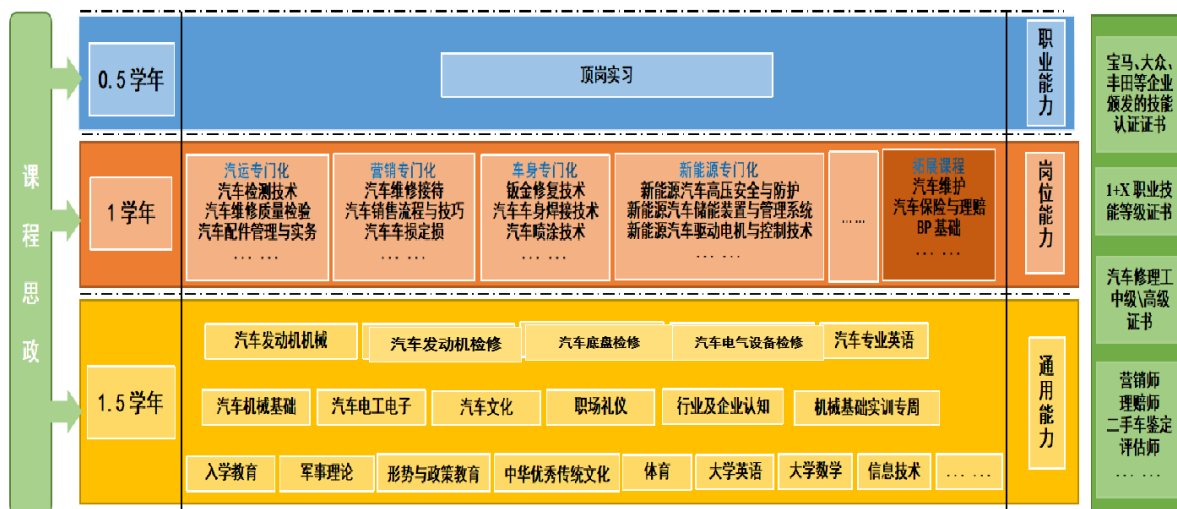 课程思政
0.5 学年
顶岗实习
职业能力
1 学年
汽运专门化
汽车检测技术
汽车维修质量检验
汽车配件管理与实务
... ...
营销专门化
汽车维修接待
汽车销售流程与技巧
汽车车损定损
... ...
车身专门化
钣金修复技术
汽车车身焊接技术
汽车喷涂技术
... ...
新能源专门化
新能源汽车高压安全与防护
新能源汽车储能装置与管理系统
新能源汽车驱动电机与控制技术
... ...
... ...
拓展课程
汽车维护
汽车保险与理赔
BP 基础
... ...
岗位能力
1.5 学年
汽车发动机机械
汽车发动机检修
汽车底盘检修
汽车电气设备检修
汽车专业英语
汽车机械基础
汽车电工电子
汽车文化
职场礼仪
行业及企业认知
机械基础实训专周
入学教育
军事理论
形势与政策教育
中华优秀传统文化
体育
大学英语
大学数学
信息技术
... ...
通用能力
宝马、大众、
丰田等企业
颁发的技能
认证证书
1+X 职业技
能等级证书
汽车修理工
中级\高级
证书
营销师
理赔师
二手车鉴定
评估师
... ...